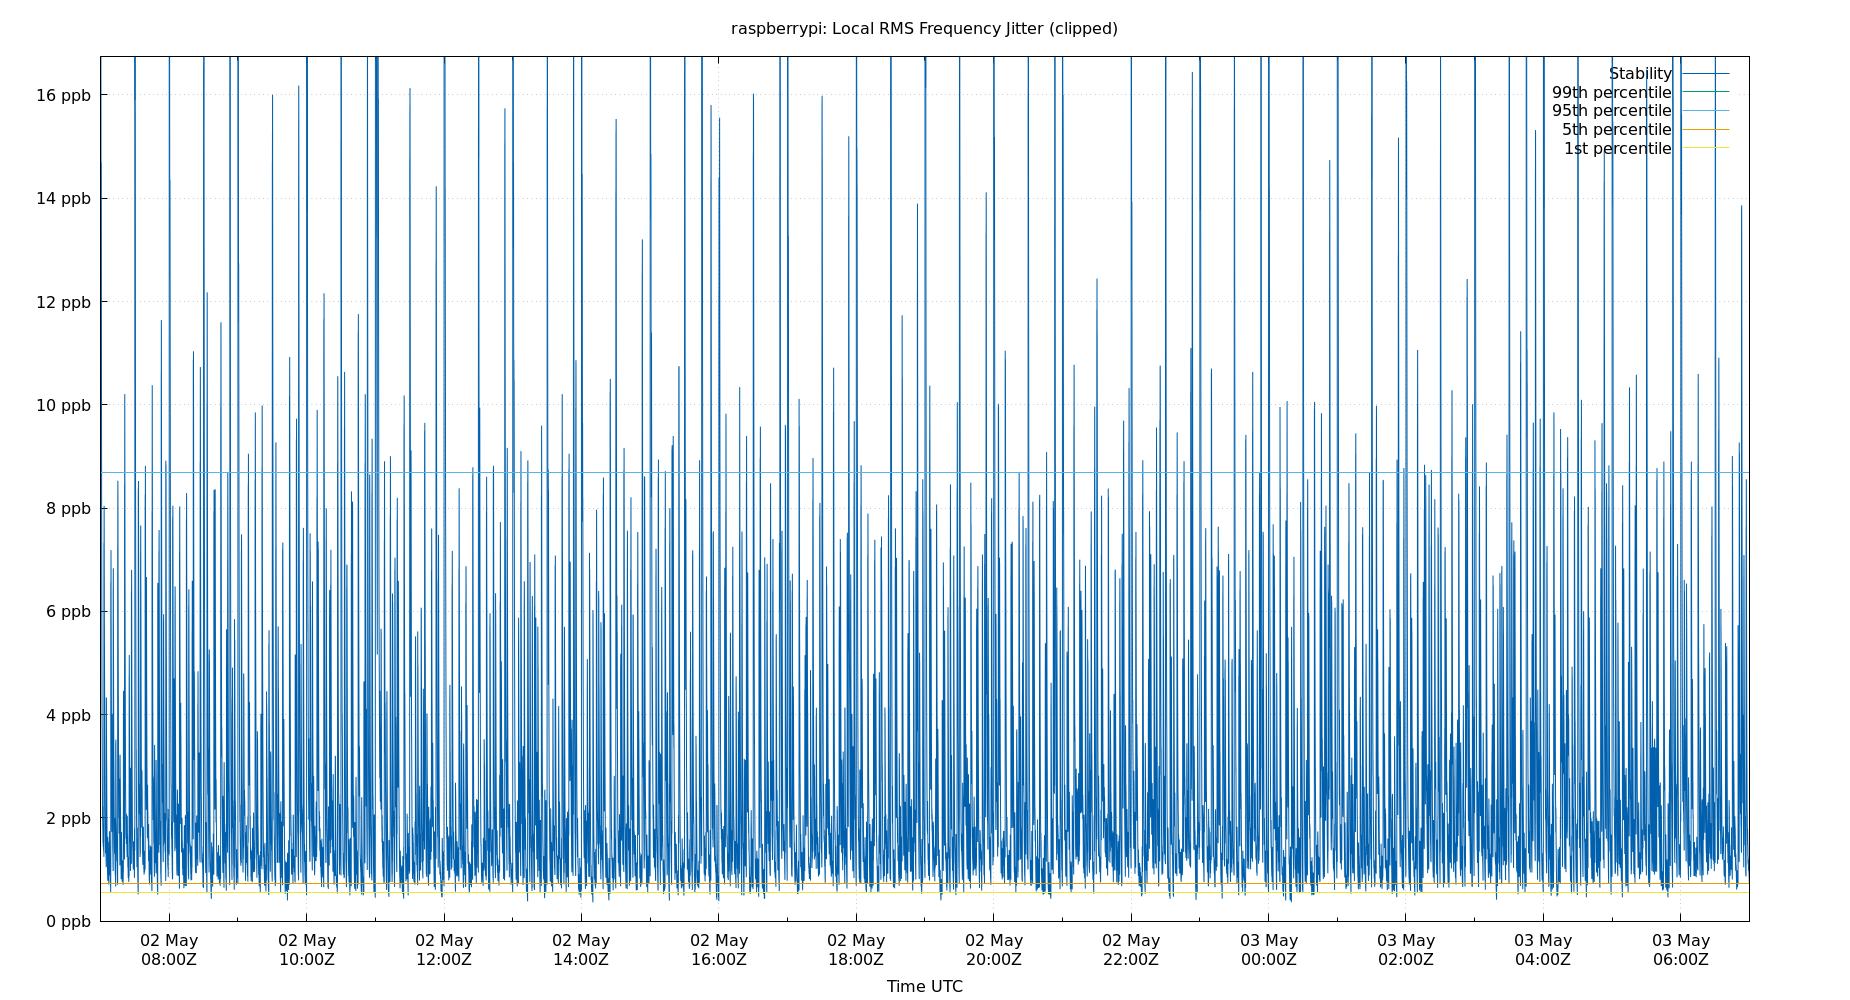 raspberrypi: Local RMS Frequency Jitter (clipped)
Stability
99th percentile
95th percentile
5th percentile
1st percentile
16 ppb
14 ppb
12 ppb
10 ppb
8 ppb
6 ppb
4 ppb
2 ppb
0 ppb
02 May 02 May 02 May 02 May 02 May 02 May 02 May 02 May 03 May 03 May 03 May 03 May
08:00Z 10:00Z 12:00Z 14:00Z 16:00Z 18:00Z 20:00Z 22:00Z 00:00Z 02:00Z 04:00Z 06:00Z
Time UTC